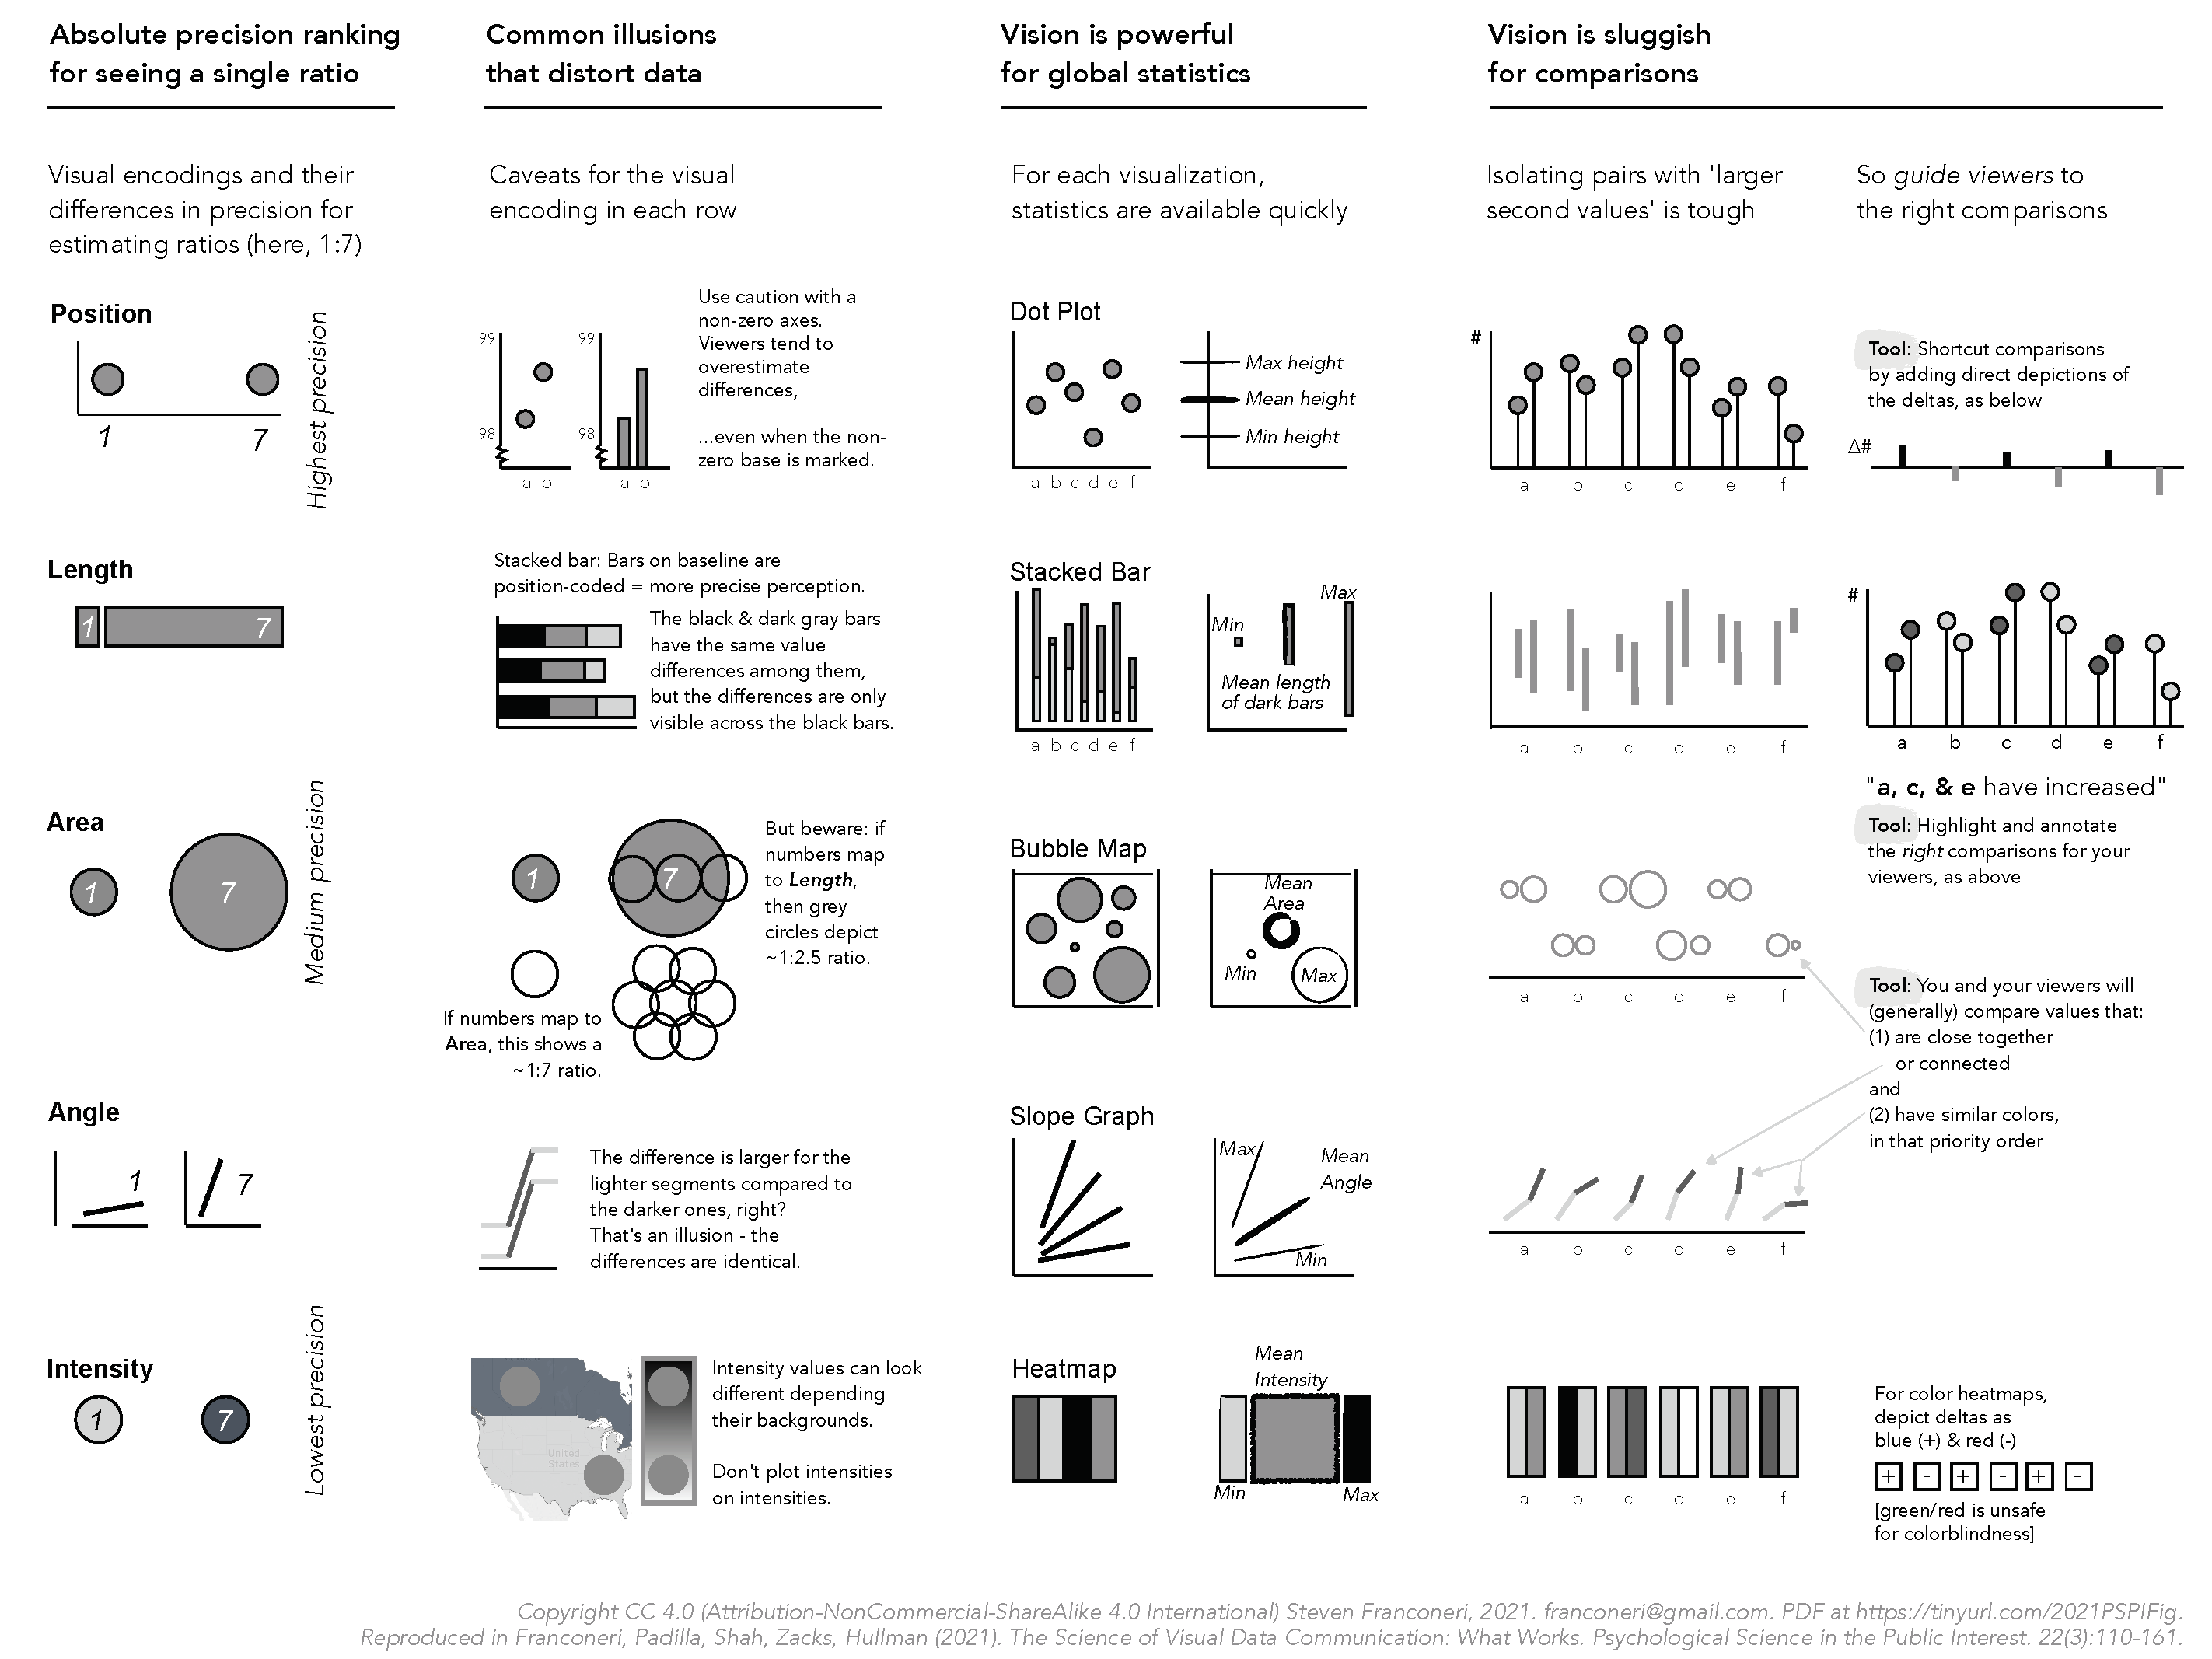 Absolute precision ranking
for seeing a single ratio
Visual encodings and their
differences in precision for
estimating ratios (here, 1:7)
Position
1
7
Highest precision
Length
1
7
Area
1
7
Medium precision
Angle
1
7
Intensity
1
7
Lowest precision
Common illusions
that distort data
Caveats for the visual
encoding in each row
99
98
a b
99
98
a b
Use caution with a
non-zero axes.
Viewers tend to
overestimate
differences,
...even when the non-
zero base is marked.
Stacked bar: Bars on baseline are
position-coded = more precise perception.
The black & dark gray bars
have the same value
differences among them,
but the differences are only
visible across the black bars.
1
7
But beware: if
numbers map
to Length,
then grey
circles depict
~1:2.5 ratio.
If numbers map to
Area, this shows a
~1:7 ratio.
The difference is larger for the
lighter segments compared to
the darker ones, right?
That's an illusion - the
differences are identical.
United
States
Intensity values can look
different depending
their backgrounds.
Don't plot intensities
on intensities.
Vision is powerful
for global statistics
For each visualization,
statistics are available quickly
Dot Plot
a b c d e f
Max height
Mean height
Min height
Stacked Bar
a b c d e f
Max
Min
Mean length
of dark bars
Bubble Map
Mean
Area
Min
Max
Slope Graph
Max
Mean
Angle
Min
Heatmap
Mean
Intensity
Min
Max
Vision is sluggish
for comparisons
Isolating pairs with 'larger
second values' is tough
#
a b c d e f
a b c d e f
a b c d e f
a b c d e f
a b c d e f
So guide viewers to
the right comparisons
Tool: Shortcut comparisons
by adding direct depictions of
the deltas, as below
Δ#
#
a b c d e f
"a, c, & e have increased"
Tool: Highlight and annotate
the right comparisons for your
viewers, as above
Tool: You and your viewers will
(generally) compare values that:
(1) are close together
or connected
and
(2) have similar colors,
in that priority order
For color heatmaps,
depict deltas as
blue (+) & red (-)
+ - + - + -
[green/red is unsafe
for colorblindness]
Copyright CC 4.0 (Attribution-NonCommercial-ShareAlike 4.0 International) Steven Franconeri, 2021. franconeri@gmail.com. PDF at https://tinyurl.com/2021PSPIFig.
Reproduced in Franconeri, Padilla, Shah, Zacks, Hullman (2021). The Science of Visual Data Communication: What Works. Psychological Science in the Public Interest. 22(3):110-161.